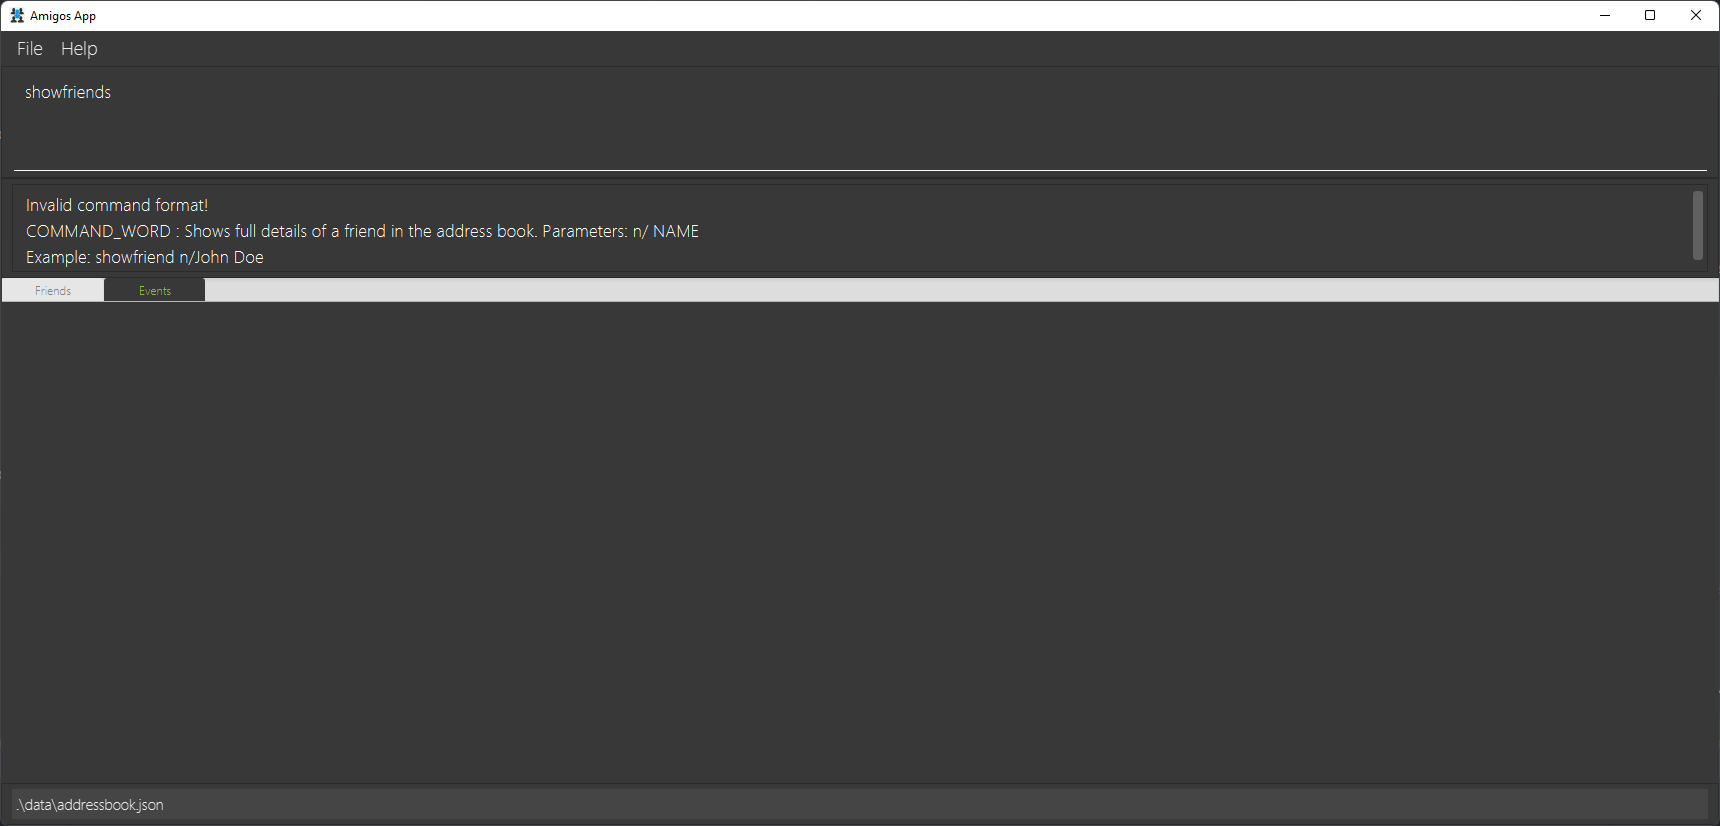 Amigos App
File Help
showfriends
Invalid command format!
COMMAND_WORD : Shows full details of a friend in the address book. Parameters: n/ NAME
Example: showfriend n/John Doe
Friends Events
.\data\addressbook.json